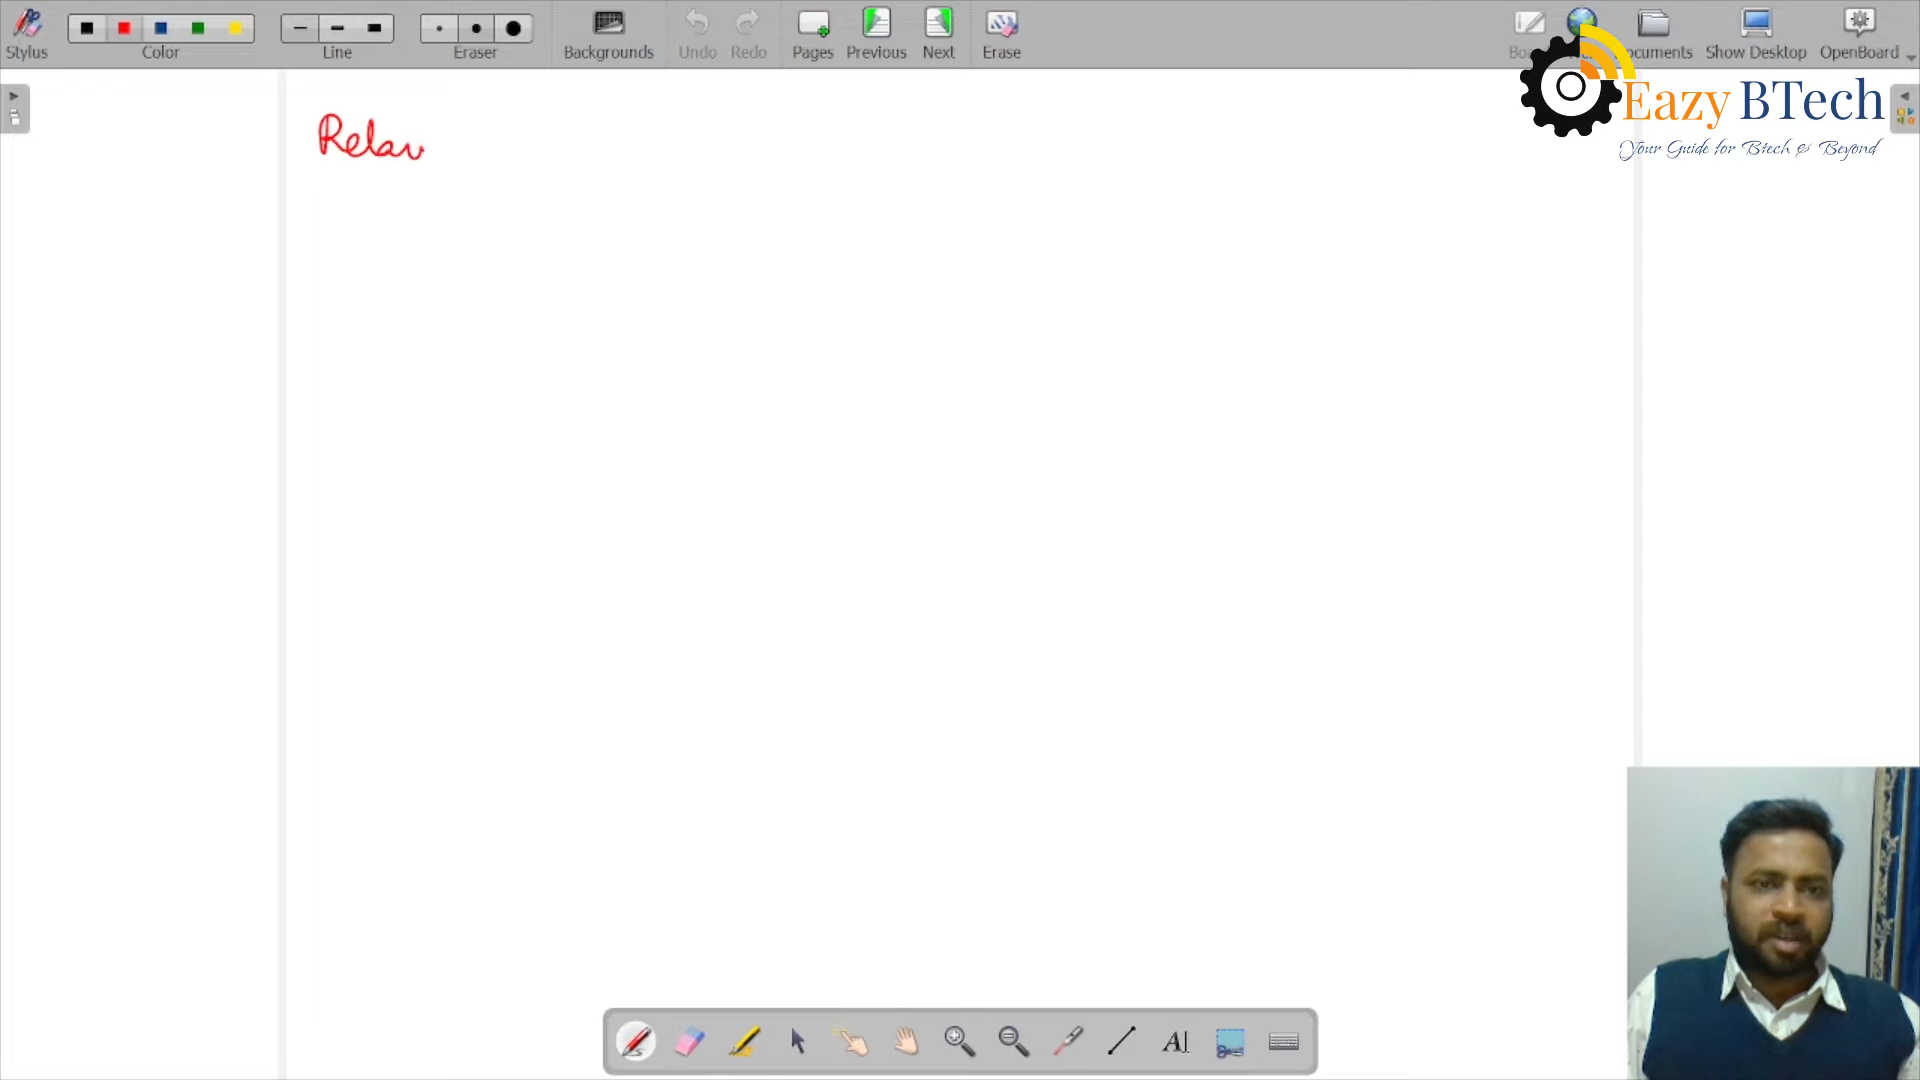 Stylus Color Line Eraser Backgrounds Undo Redo Pages Previous Next Erase Show Desktop OpenBoard
Eazy BTech
Your Guide for Btech & Beyond
Rela